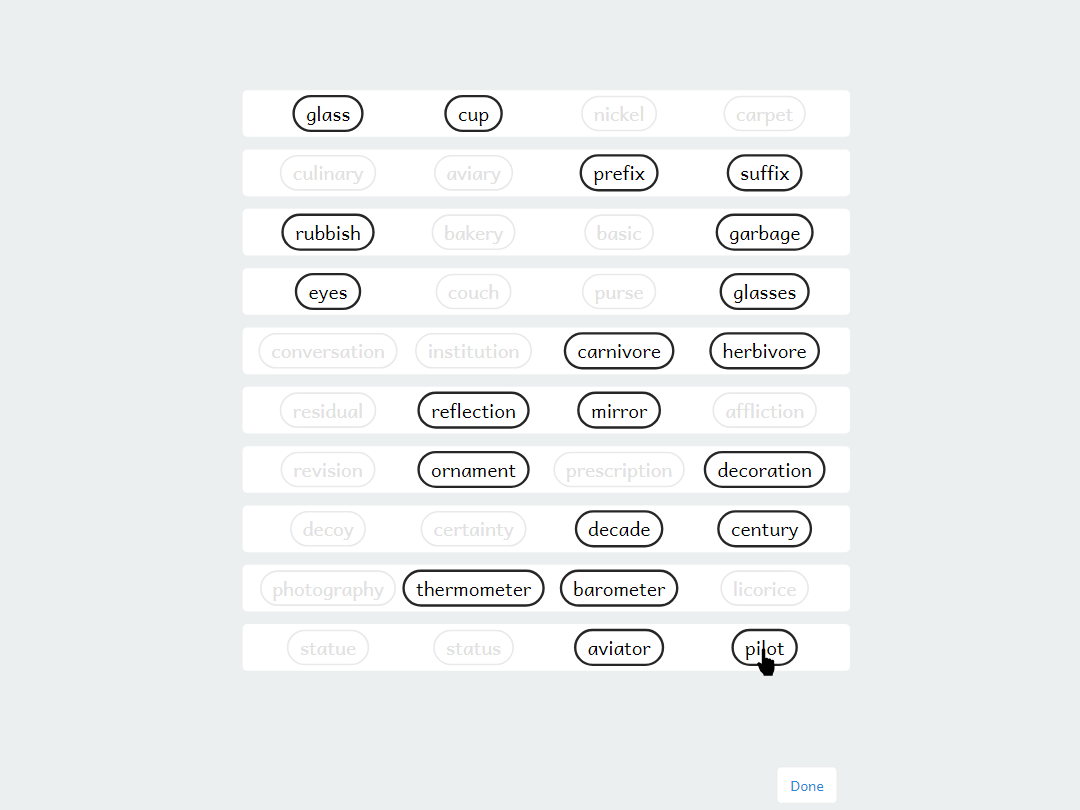 glass cup nickel carpet
culinary aviary prefix suffix
rubbish bakery basic garbage
eyes couch purse glasses
conversation institution carnivore herbivore
residual reflection mirror affliction
revision ornament prescription decoration
decoy certainty decade century
photography thermometer barometer licorice
statue status aviator pilot
Done